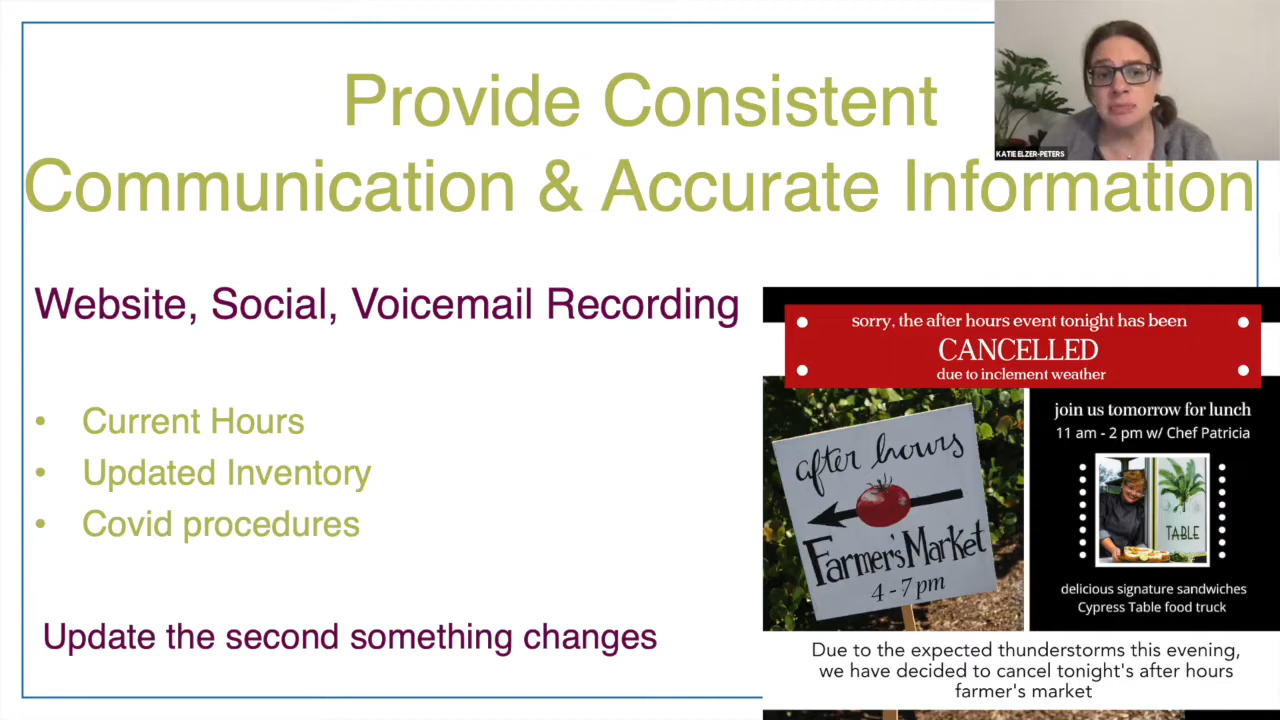 Provide Consistent
Communication & Accurate Information
KATIE ELZER-PETERS
Website, Social, Voicemail Recording
• Current Hours
• Updated Inventory
• Covid procedures
Update the second something changes
sorry, the after hours event tonight has been
CANCELLED
due to inclement weather
after hours
Farmer's Market
4 - 7 pm
join us tomorrow for lunch
11 am - 2 pm w/ Chef Patricia
TABLE
delicious signature sandwiches
Cypress Table food truck
Due to the expected thunderstorms this evening,
we have decided to cancel tonight's after hours
farmer's market